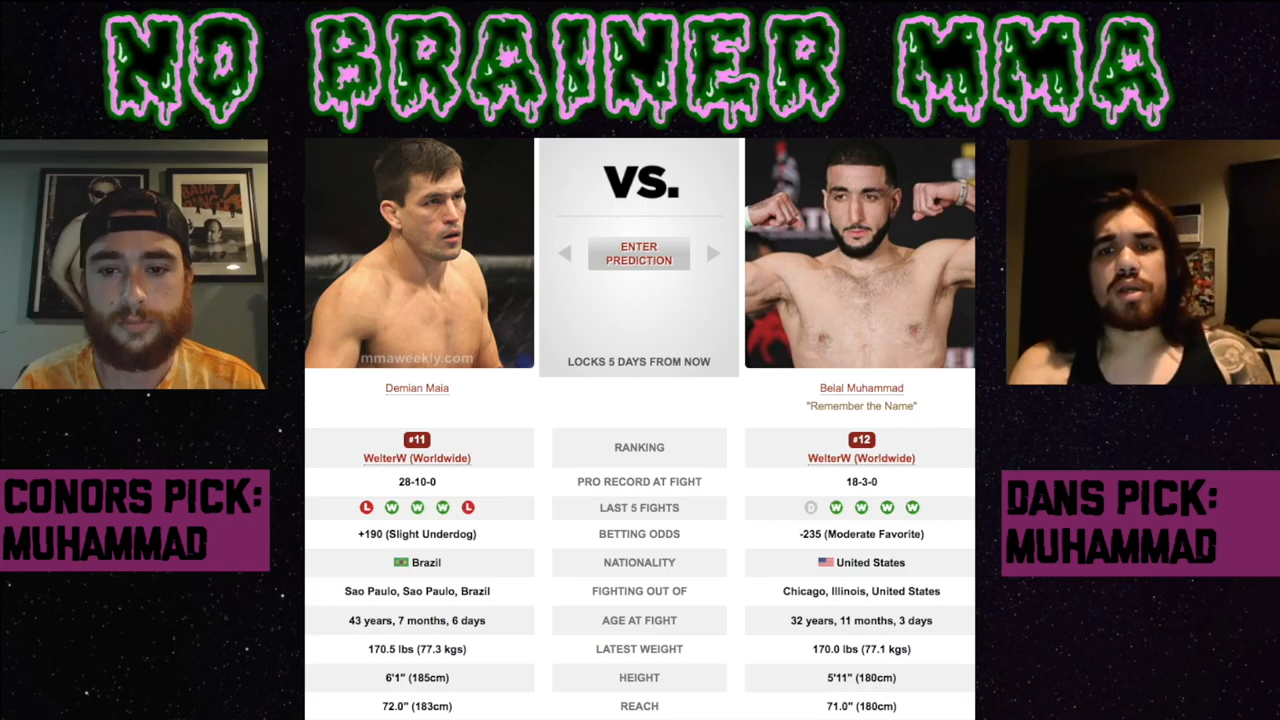 NO BRAINER MMA
VS.
ENTER
PREDICTION
LOCKS 5 DAYS FROM NOW
mmaweekly.com
Demian Maia
Belal Muhammad
"Remember the Name"
#11
WelterW (Worldwide)
RANKING
#12
WelterW (Worldwide)
28-10-0
PRO RECORD AT FIGHT
18-3-0
L W W W L
LAST 5 FIGHTS
D W W W W
+190 (Slight Underdog)
BETTING ODDS
-235 (Moderate Favorite)
Brazil
NATIONALITY
United States
Sao Paulo, Sao Paulo, Brazil
FIGHTING OUT OF
Chicago, Illinois, United States
43 years, 7 months, 6 days
AGE AT FIGHT
32 years, 11 months, 3 days
170.5 lbs (77.3 kgs)
LATEST WEIGHT
170.0 lbs (77.1 kgs)
6'1" (185cm)
HEIGHT
5'11" (180cm)
72.0" (183cm)
REACH
71.0" (180cm)
CONORS PICK:
MUHAMMAD
DANS PICK:
MUHAMMAD